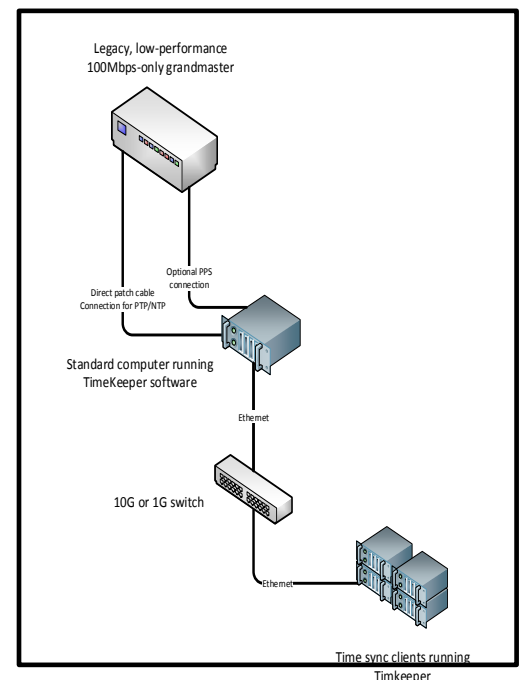 Legacy, low-performance
100Mbps-only grandmaster
Optional PPS
connection
Direct patch cable
Connection for PTP/NTP
Standard computer running
TimeKeeper software
Ethernet
10G or 1G switch
Ethernet
Time sync clients running
Timkeeper